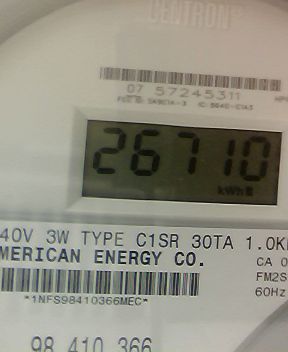 CENTRON
07 57245311
26710
kWh
40V 3W TYPE C1SR 30TA 1.0K
MERICAN ENERGY CO.
CA 0
FM2S
60Hz
*1NFS98410366MEC*
98 410 366